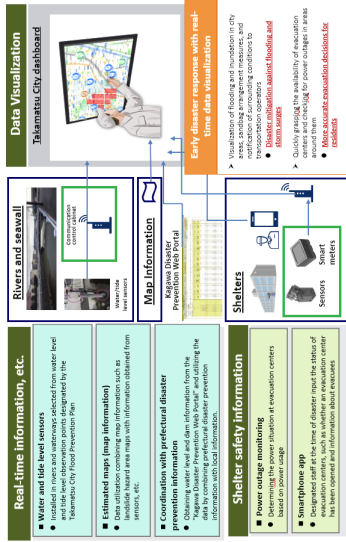 Real-time information, etc.
■ Water and tide level sensors
● Installed in rivers and waterways selected from water level
and tide level observation points designated by the
Takamatsu City Flood Prevention Plan
■ Estimated maps (map information)
● Data utilization combining map information such as
landslide hazard area maps with information obtained from
sensors, etc.
■ Coordination with prefectural disaster
prevention information
● Obtaining water level and dam information from the
"Kagawa Disaster Prevention Web Portal" and utilizing the
data by combining prefectural disaster prevention
information with local information.
Shelter safety information
■ Power outage monitoring
● Determining the power situation at evacuation centers
based on power usage
■ Smartphone app
● Designated staff at the time of disaster input the status of
evacuation centers, such as whether an evacuation center
has been opened and information about evacuees
Rivers and seawall
Communication
control cabinet
Water/tide
level sensors
Map Information
Kagawa Disaster
Prevention Web Portal
Shelters
Sensors
Smart
meters
Data Visualization
Takamatsu City dashboard
Early disaster response with real-
time data visualization
➢ Visualization of flooding and inundation in city
areas, sandbag arrangement measures, and
notification of surrounding conditions to
transportation operators
● Disaster mitigation against flooding and
storm surges
➢ Quickly grasping the availability of evacuation
centers and checking for power outages in areas
around them
● More accurate evacuation decisions for
residents